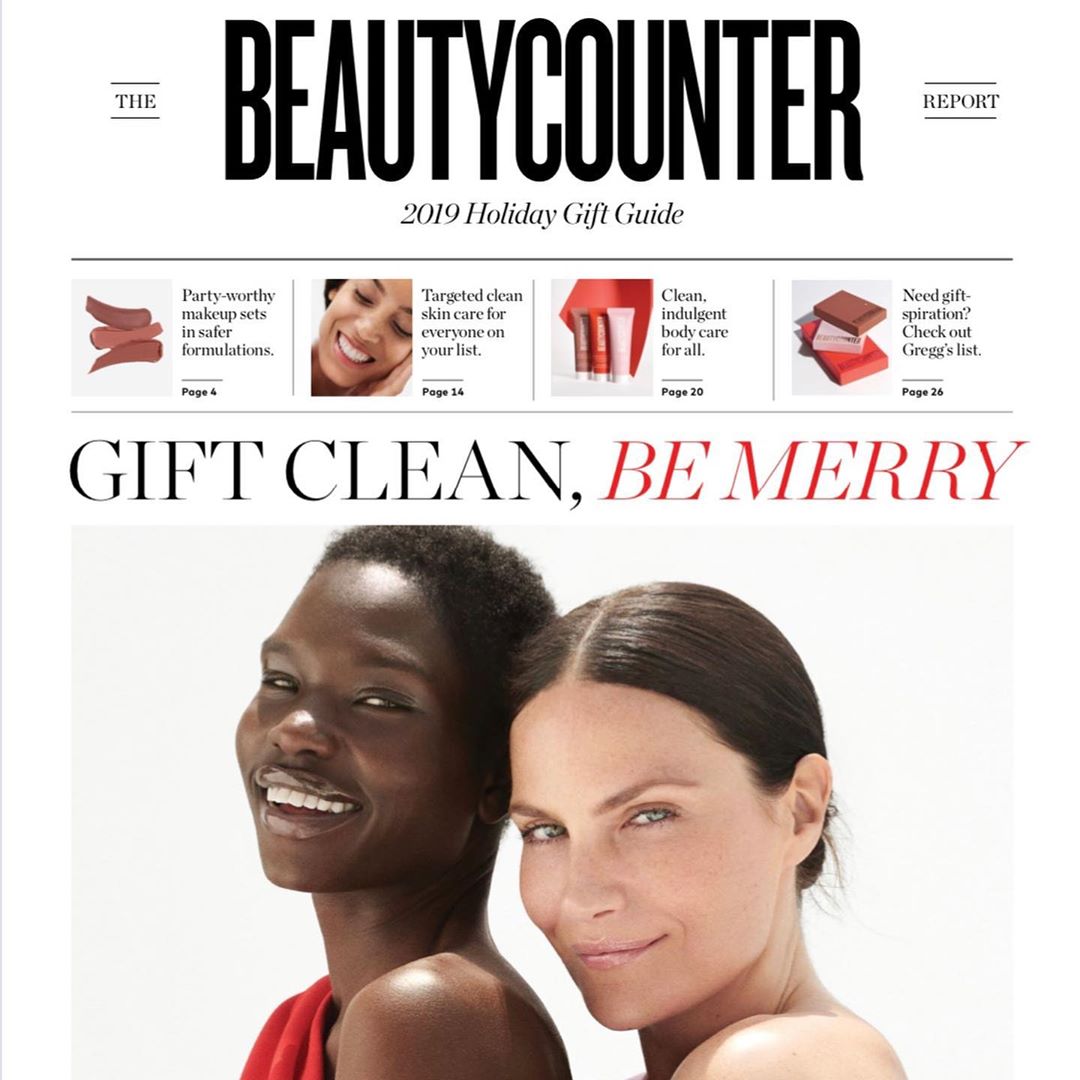 THE
BEAUTYCOUNTER
REPORT
2019 Holiday Gift Guide
Party-worthy
makeup sets
in safer
formulations.
Page 4
Targeted clean
skin care for
everyone on
your list.
Page 14
Clean,
indulgent
body care
for all.
Page 20
BEAUTYCOUNTER
Need gift-
spiration?
Check out
Gregg's list.
Page 26
GIFT CLEAN, BE MERRY